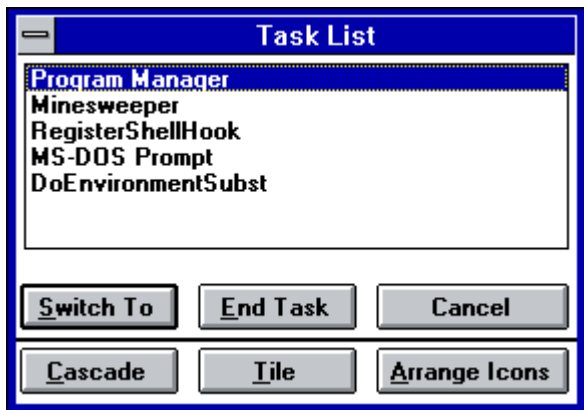 Task List
Program Manager
Minesweeper
RegisterShellHook
MS-DOS Prompt
DoEnvironmentSubst
Switch To End Task Cancel
Cascade Tile Arrange Icons